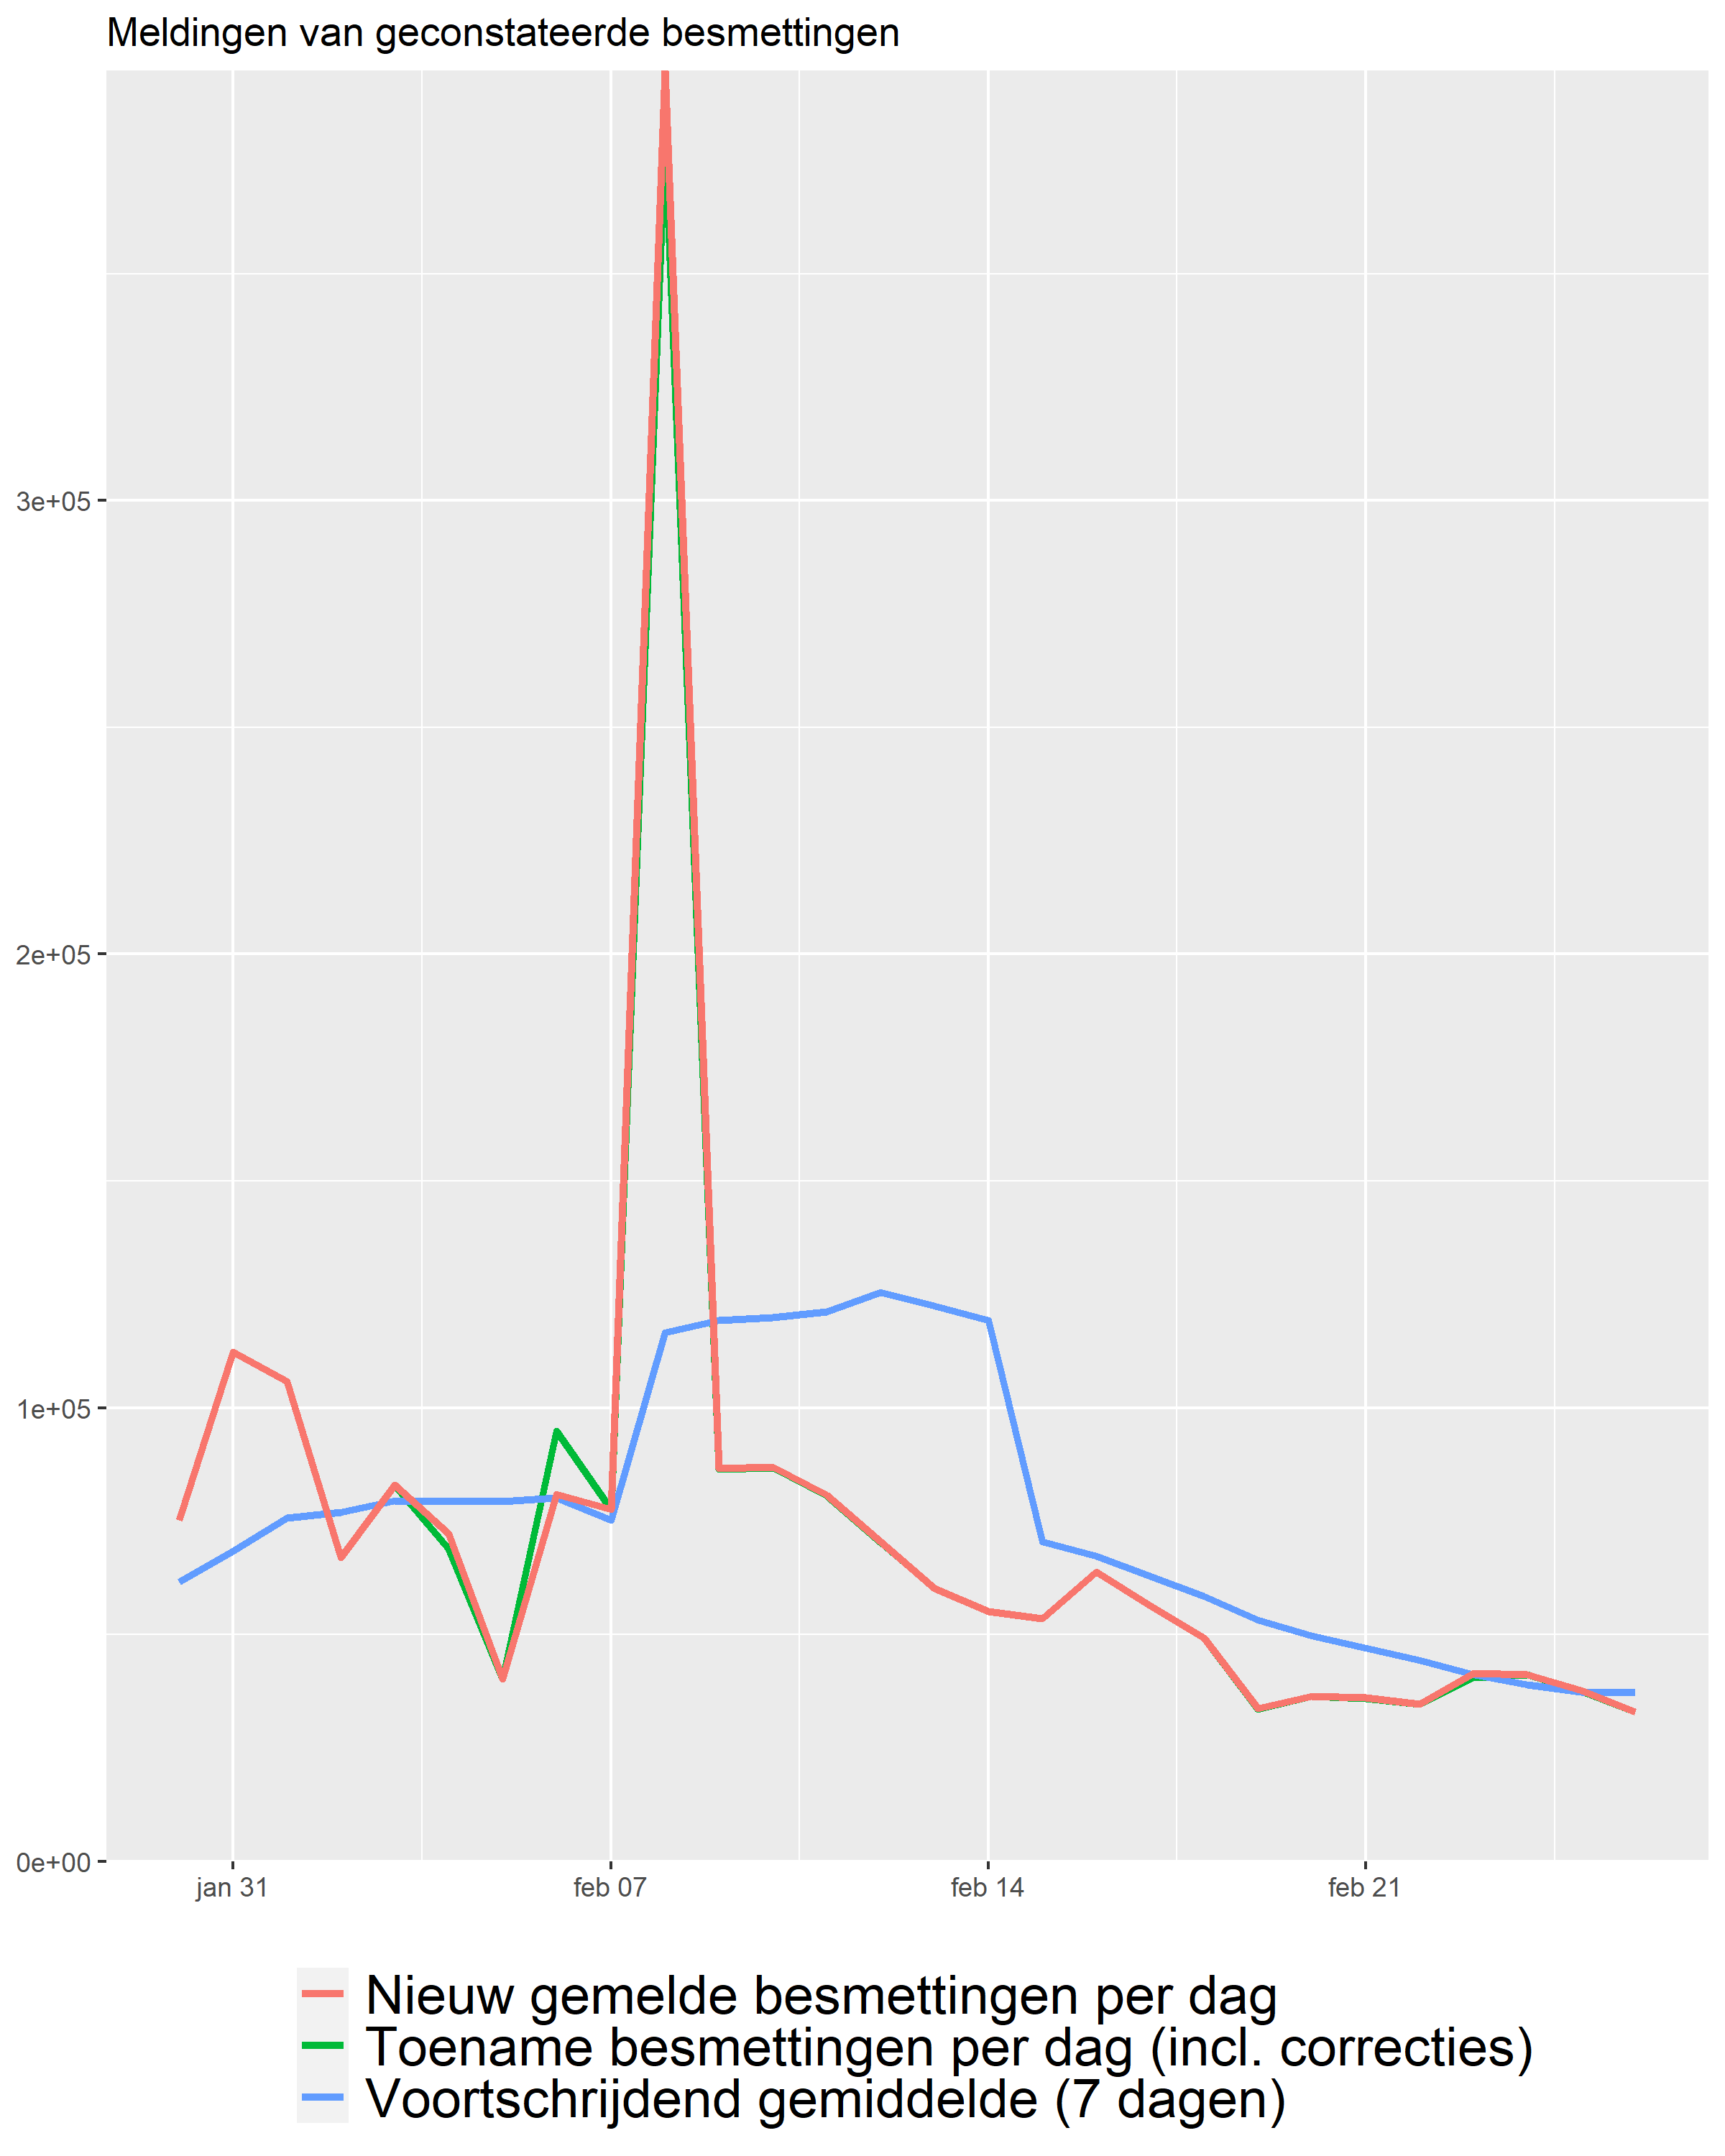 Meldingen van geconstateerde besmettingen
3e+05
2e+05
1e+05
0e+00
jan 31 feb 07 feb 14 feb 21
Nieuw gemelde besmettingen per dag
Toename besmettingen per dag (incl. correcties)
Voortschrijdend gemiddelde (7 dagen)